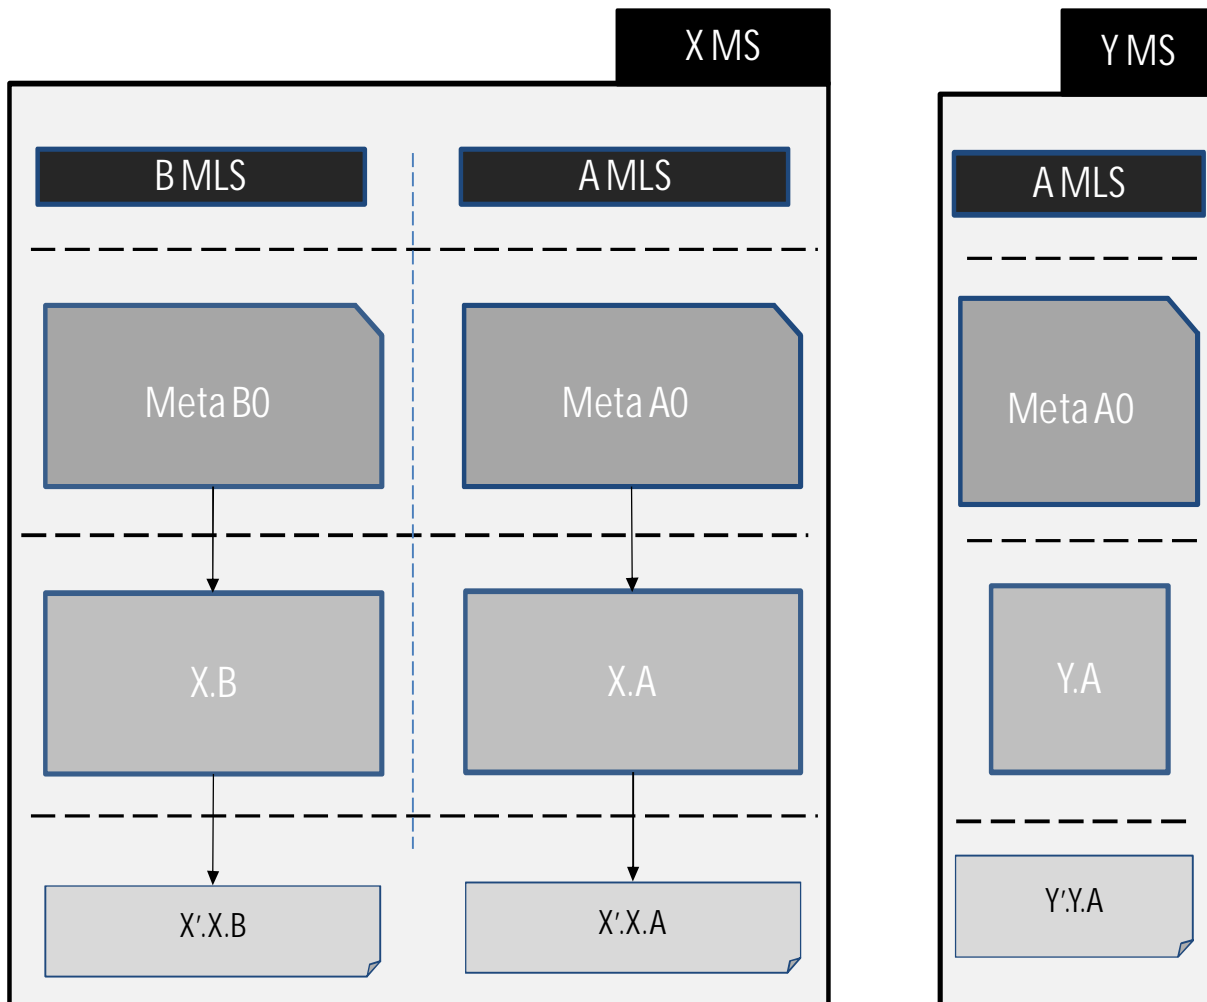 X MS
Y MS
B MLS
A MLS
A MLS
Meta B0
Meta A0
Meta A0
X.B
X.A
Y.A
X'.X.B
X'.X.A
Y'.Y.A